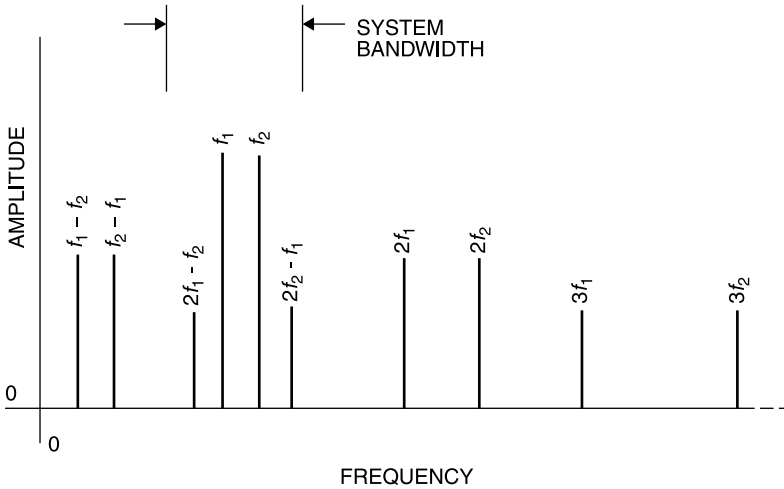 SYSTEM
BANDWIDTH
AMPLITUDE
f₁ - f₂
f₂ - f₁
2f₁ - f₂
f₁
f₂
2f₂ - f₁
2f₁
2f₂
3f₁
3f₂
0
0
FREQUENCY